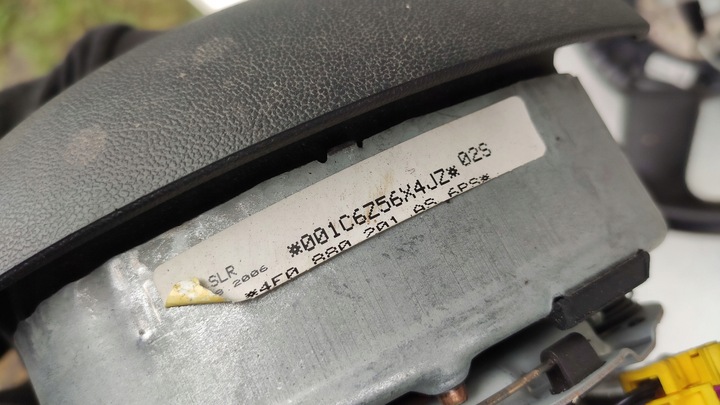 *001C6Z56X4JZ* 02S
SLR
2006
*4F0 880 201 AS 6PS*